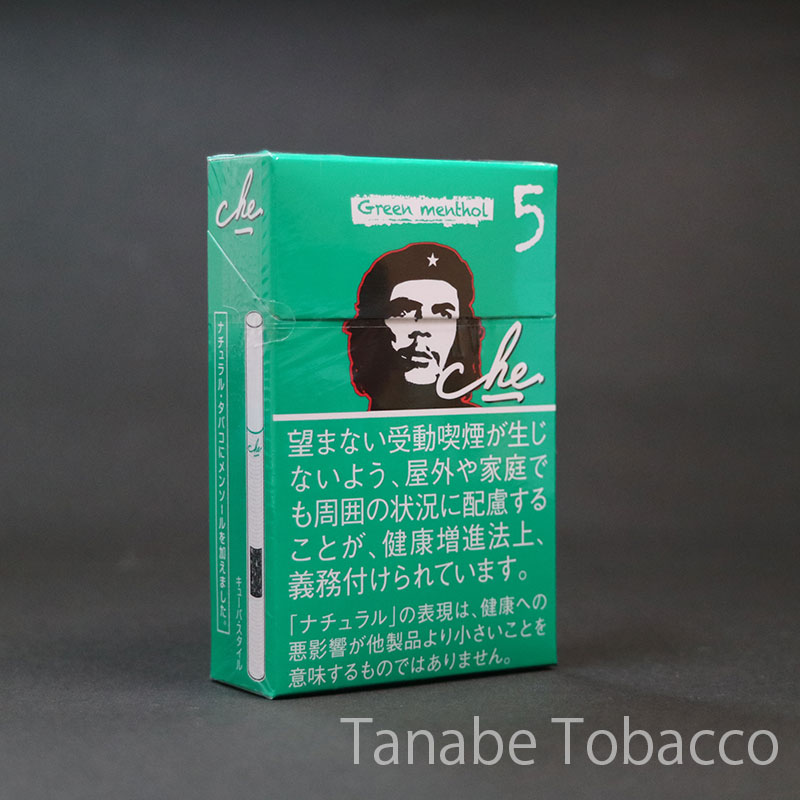 Green menthol
5
che
望まない受動喫煙が生じ
ないよう、屋外や家庭で
も周囲の状況に配慮する
ことが、健康増進法上、
義務付けられています。
「ナチュラル」の表現は、健康への
悪影響が他製品より小さいことを
意味するものではありません。
che
ナチュラル・タバコにメンソールを加えました。
che
キューバ・スタイル
Tanabe Tobacco